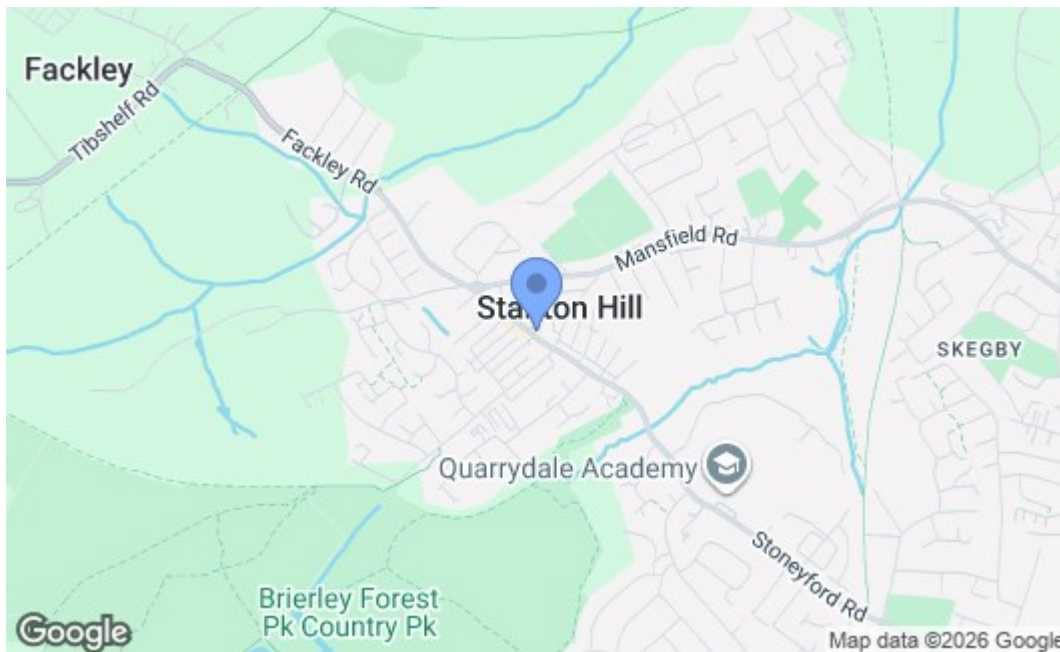 Fackley
Tibshelf Rd
Fackley Rd
Mansfield Rd
Stanton Hill
SKEGBY
Quarrydale Academy
Stoneyford Rd
Brierley Forest
Pk Country Pk
Google
Map data ©2026 Google